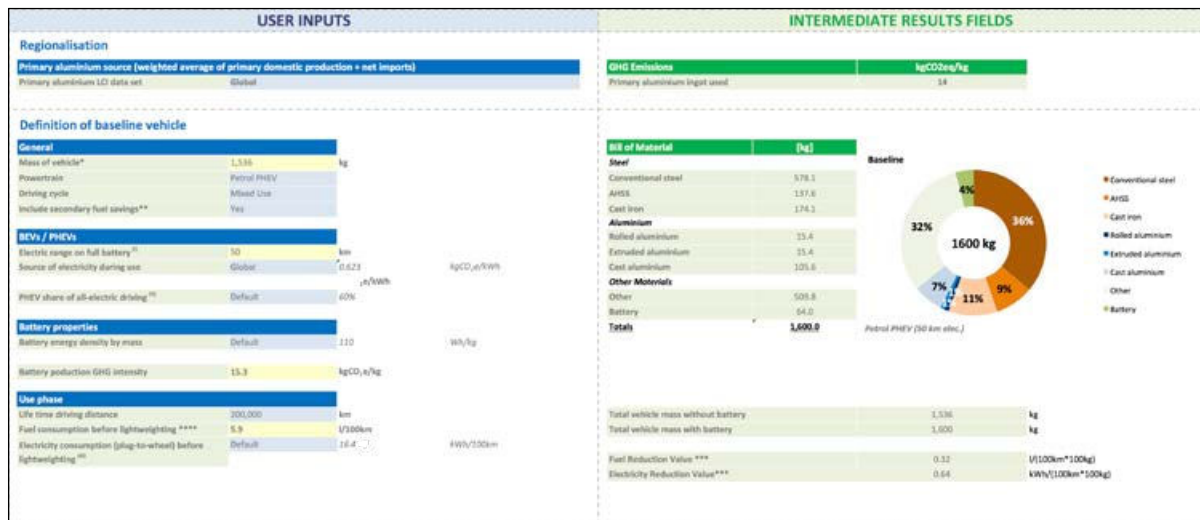 USER INPUTS
INTERMEDIATE RESULTS FIELDS
Regionalisation
Primary aluminium source (weighted average of primary domestic production + net imports)
Primary aluminium LCI data set Global
GHG Emissions kgCO2eq/kg
Primary aluminium ingot used 14
Definition of baseline vehicle
General
Mass of vehicle* 1,536 kg
Powertrain Petrol PHEV
Driving cycle Mixed Use
Include secondary fuel savings** Yes
BEVs / PHEVs
Electric range on full battery 50 km
Source of electricity during use Global 0.623 kgCO₂e/kWh
₂e/kWh
PHEV share of all-electric driving Default 60%
Battery properties
Battery energy density by mass Default 110 Wh/kg
Battery poduction GHG intensity 15.3 kgCO₂e/kg
Use phase
Life time driving distance 200,000 km
Fuel consumption before lightweighting **** 5.9 l/100km
Electricity consumption (plug-to-wheel) before Default 16.4 kWh/100km
lightweighting
Bill of Material [kg]
Steel
Conventional steel 578.1
AHSS 137.6
Cast iron 174.1
Aluminium
Rolled aluminium 15.4
Extruded aluminium 15.4
Cast aluminium 105.6
Other Materials
Other 509.8
Battery 64.0
Totals 1,600.0
Baseline
4%
36%
32%
1600 kg
7%
11%
9%
Petrol PHEV (50 km elec.)
Conventional steel
AHSS
Cast iron
Rolled aluminium
Extruded aluminium
Cast aluminium
Other
Battery
Total vehicle mass without battery 1,536 kg
Total vehicle mass with battery 1,600 kg
Fuel Reduction Value *** 0.32 l/(100km*100kg)
Electricity Reduction Value*** 0.64 kWh/(100km*100kg)